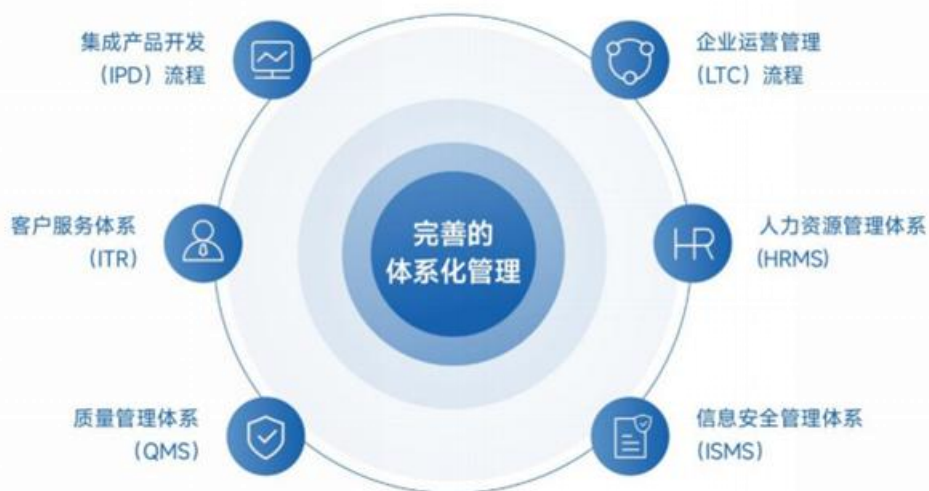 集成产品开发
（IPD）流程
企业运营管理
（LTC）流程
客户服务体系
（ITR）
完善的
体系化管理
HR
人力资源管理体系
（HRMS）
质量管理体系
（QMS）
信息安全管理体系
（ISMS）